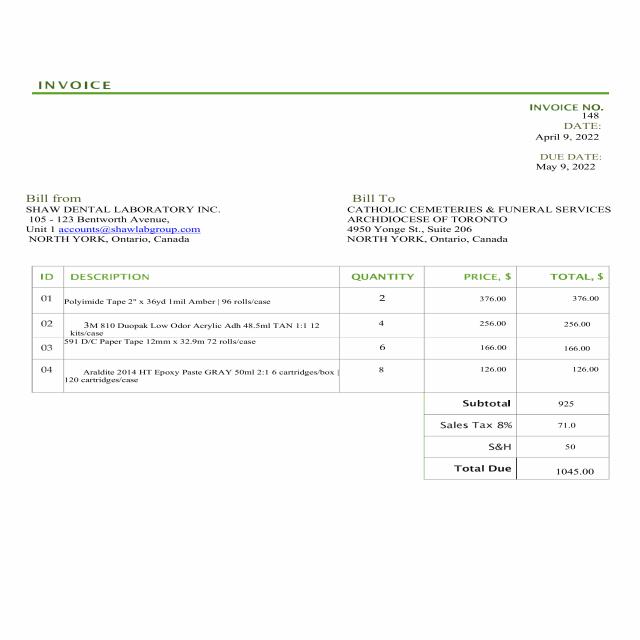 INVOICE
INVOICE NO.
148
DATE:
April 9, 2022
DUE DATE:
May 9, 2022
Bill from
SHAW DENTAL LABORATORY INC.
105 - 123 Bentworth Avenue,
Unit 1 accounts@shawlabgroup.com
NORTH YORK, Ontario, Canada
Bill To
CATHOLIC CEMETERIES & FUNERAL SERVICES
ARCHDIOCESE OF TORONTO
4950 Yonge St., Suite 206
NORTH YORK, Ontario, Canada
ID DESCRIPTION QUANTITY PRICE, $ TOTAL, $
01 Polyimide Tape 2" x 36yd 1mil Amber | 96 rolls/case 2 376.00 376.00
02 3M 810 Duopak Low Odor Acrylic Adh 48.5ml TAN 1:1 12 4 256.00 256.00
kits/case
03 591 D/C Paper Tape 12mm x 32.9m 72 rolls/case 6 166.00 166.00
04 Araldite 2014 HT Epoxy Paste GRAY 50ml 2:1 6 cartridges/box | 8 126.00 126.00
120 cartridges/case
Subtotal 925
Sales Tax 8% 71.0
S&H 50
Total Due 1045.00